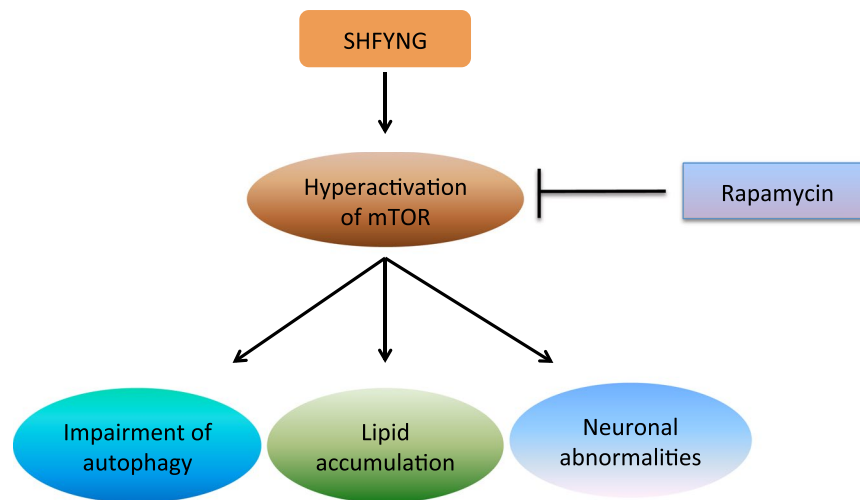 SHFYNG
Hyperactivation
of mTOR
Rapamycin
Impairment of
autophagy
Lipid
accumulation
Neuronal
abnormalities